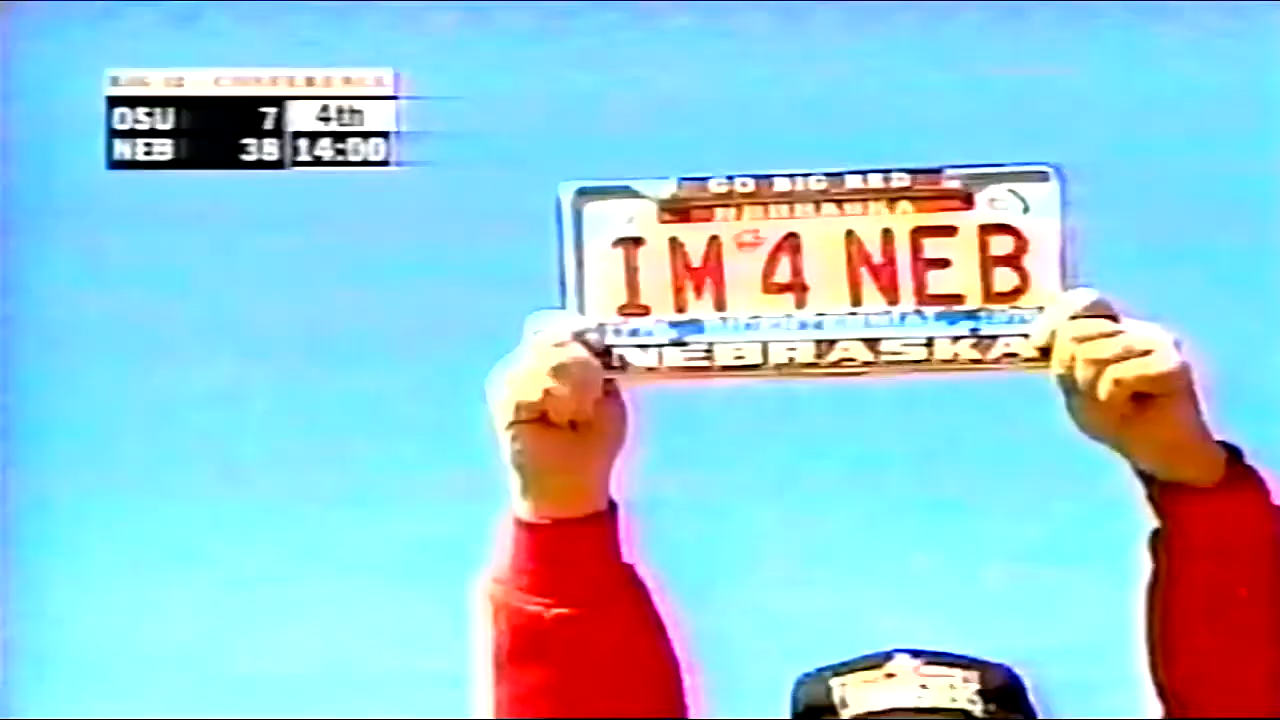 BIG 12 CONFERENCE
OSU 7 4th
NEB 38 14:00
GO BIG RED
NEBRASKA
IM 4 NEB
NEBRASKA